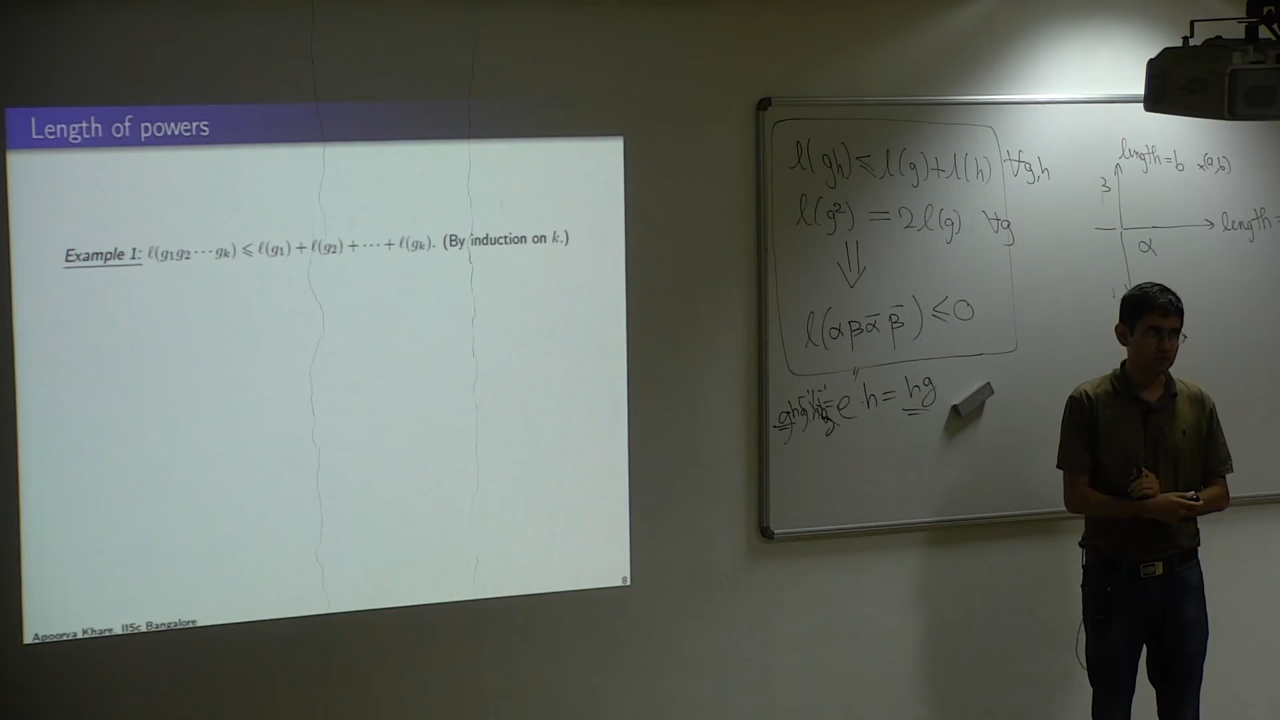 Length of powers
Example 1: ℓ(g₁g₂⋯gₖ) ⩽ ℓ(g₁) + ℓ(g₂) + ⋯ + ℓ(gₖ). (By induction on k.)
8
Apoorva Khare, IISc Bangalore
l(gh) ≤ l(g)+l(h) ∀g,h
l(g²) = 2l(g) ∀g
⇓
l(αβᾱβ̄) ≤ 0
e·h = hg
length = b ×(a,b)
3
length =
α